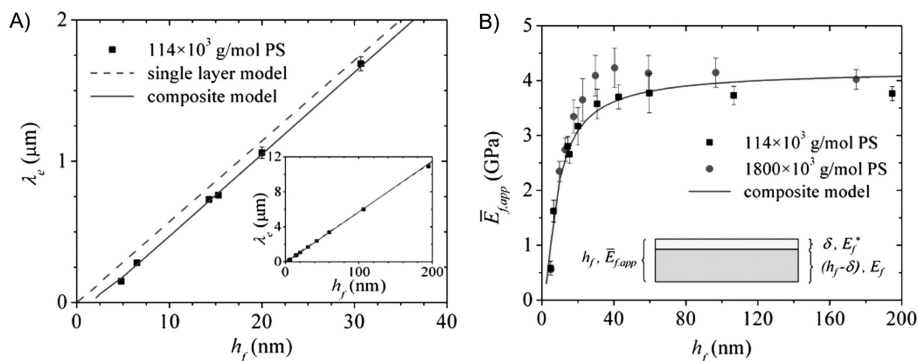 A)
λe (μm)
2
1
0
114×10³ g/mol PS
single layer model
composite model
λe (μm)
12
8
4
0
0 100 200
hf (nm)
0 10 20 30 40
hf (nm)
B)
Ēf,app (GPa)
5
4
3
2
1
0
114×10³ g/mol PS
1800×10³ g/mol PS
composite model
hf, Ēf,app
δ, Ef*
(hf-δ), Ef
0 40 80 120 160 200
hf (nm)